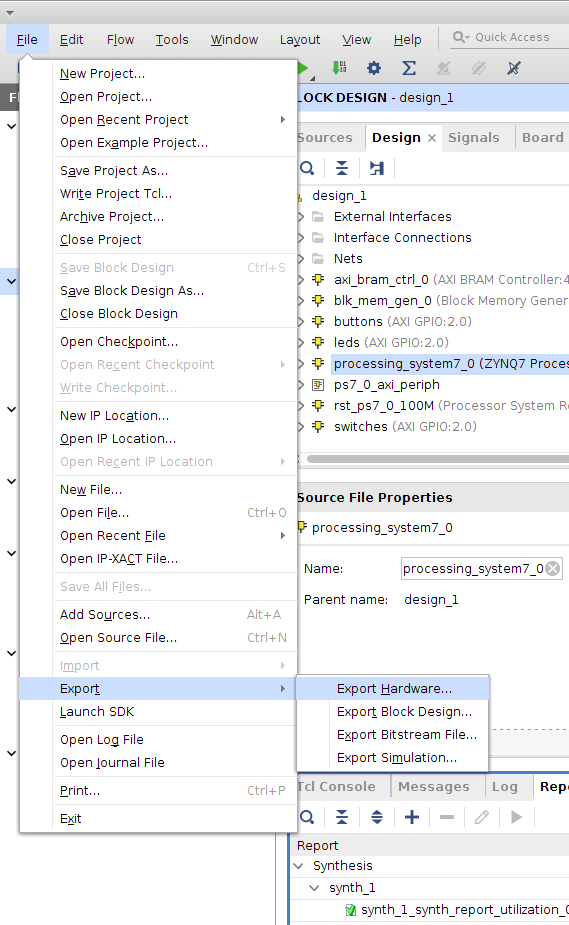 File Edit Flow Tools Window Layout View Help Quick Access
New Project...
Open Project...
Open Recent Project
Open Example Project...
Save Project As...
Write Project Tcl...
Archive Project...
Close Project
Save Block Design Ctrl+S
Save Block Design As...
Close Block Design
Open Checkpoint...
Open Recent Checkpoint
Write Checkpoint...
New IP Location...
Open IP Location...
Open Recent IP Location
New File...
Open File... Ctrl+O
Open Recent File
Open IP-XACT File...
Save All Files...
Add Sources... Alt+A
Open Source File... Ctrl+N
Import
Export
Launch SDK
Open Log File
Open Journal File
Print... Ctrl+P
Exit
Export Hardware...
Export Block Design...
Export Bitstream File...
Export Simulation...
LOCK DESIGN - design_1
Sources Design Signals Board
design_1
External Interfaces
Interface Connections
Nets
axi_bram_ctrl_0 (AXI BRAM Controller:4
blk_mem_gen_0 (Block Memory Gener
buttons (AXI GPIO:2.0)
leds (AXI GPIO:2.0)
processing_system7_0 (ZYNQ7 Proces
ps7_0_axi_periph
rst_ps7_0_100M (Processor System Re
switches (AXI GPIO:2.0)
Source File Properties
processing_system7_0
Name: processing_system7_0
Parent name: design_1
Tcl Console Messages Log Repo
Report
Synthesis
synth_1
synth_1_synth_report_utilization_0